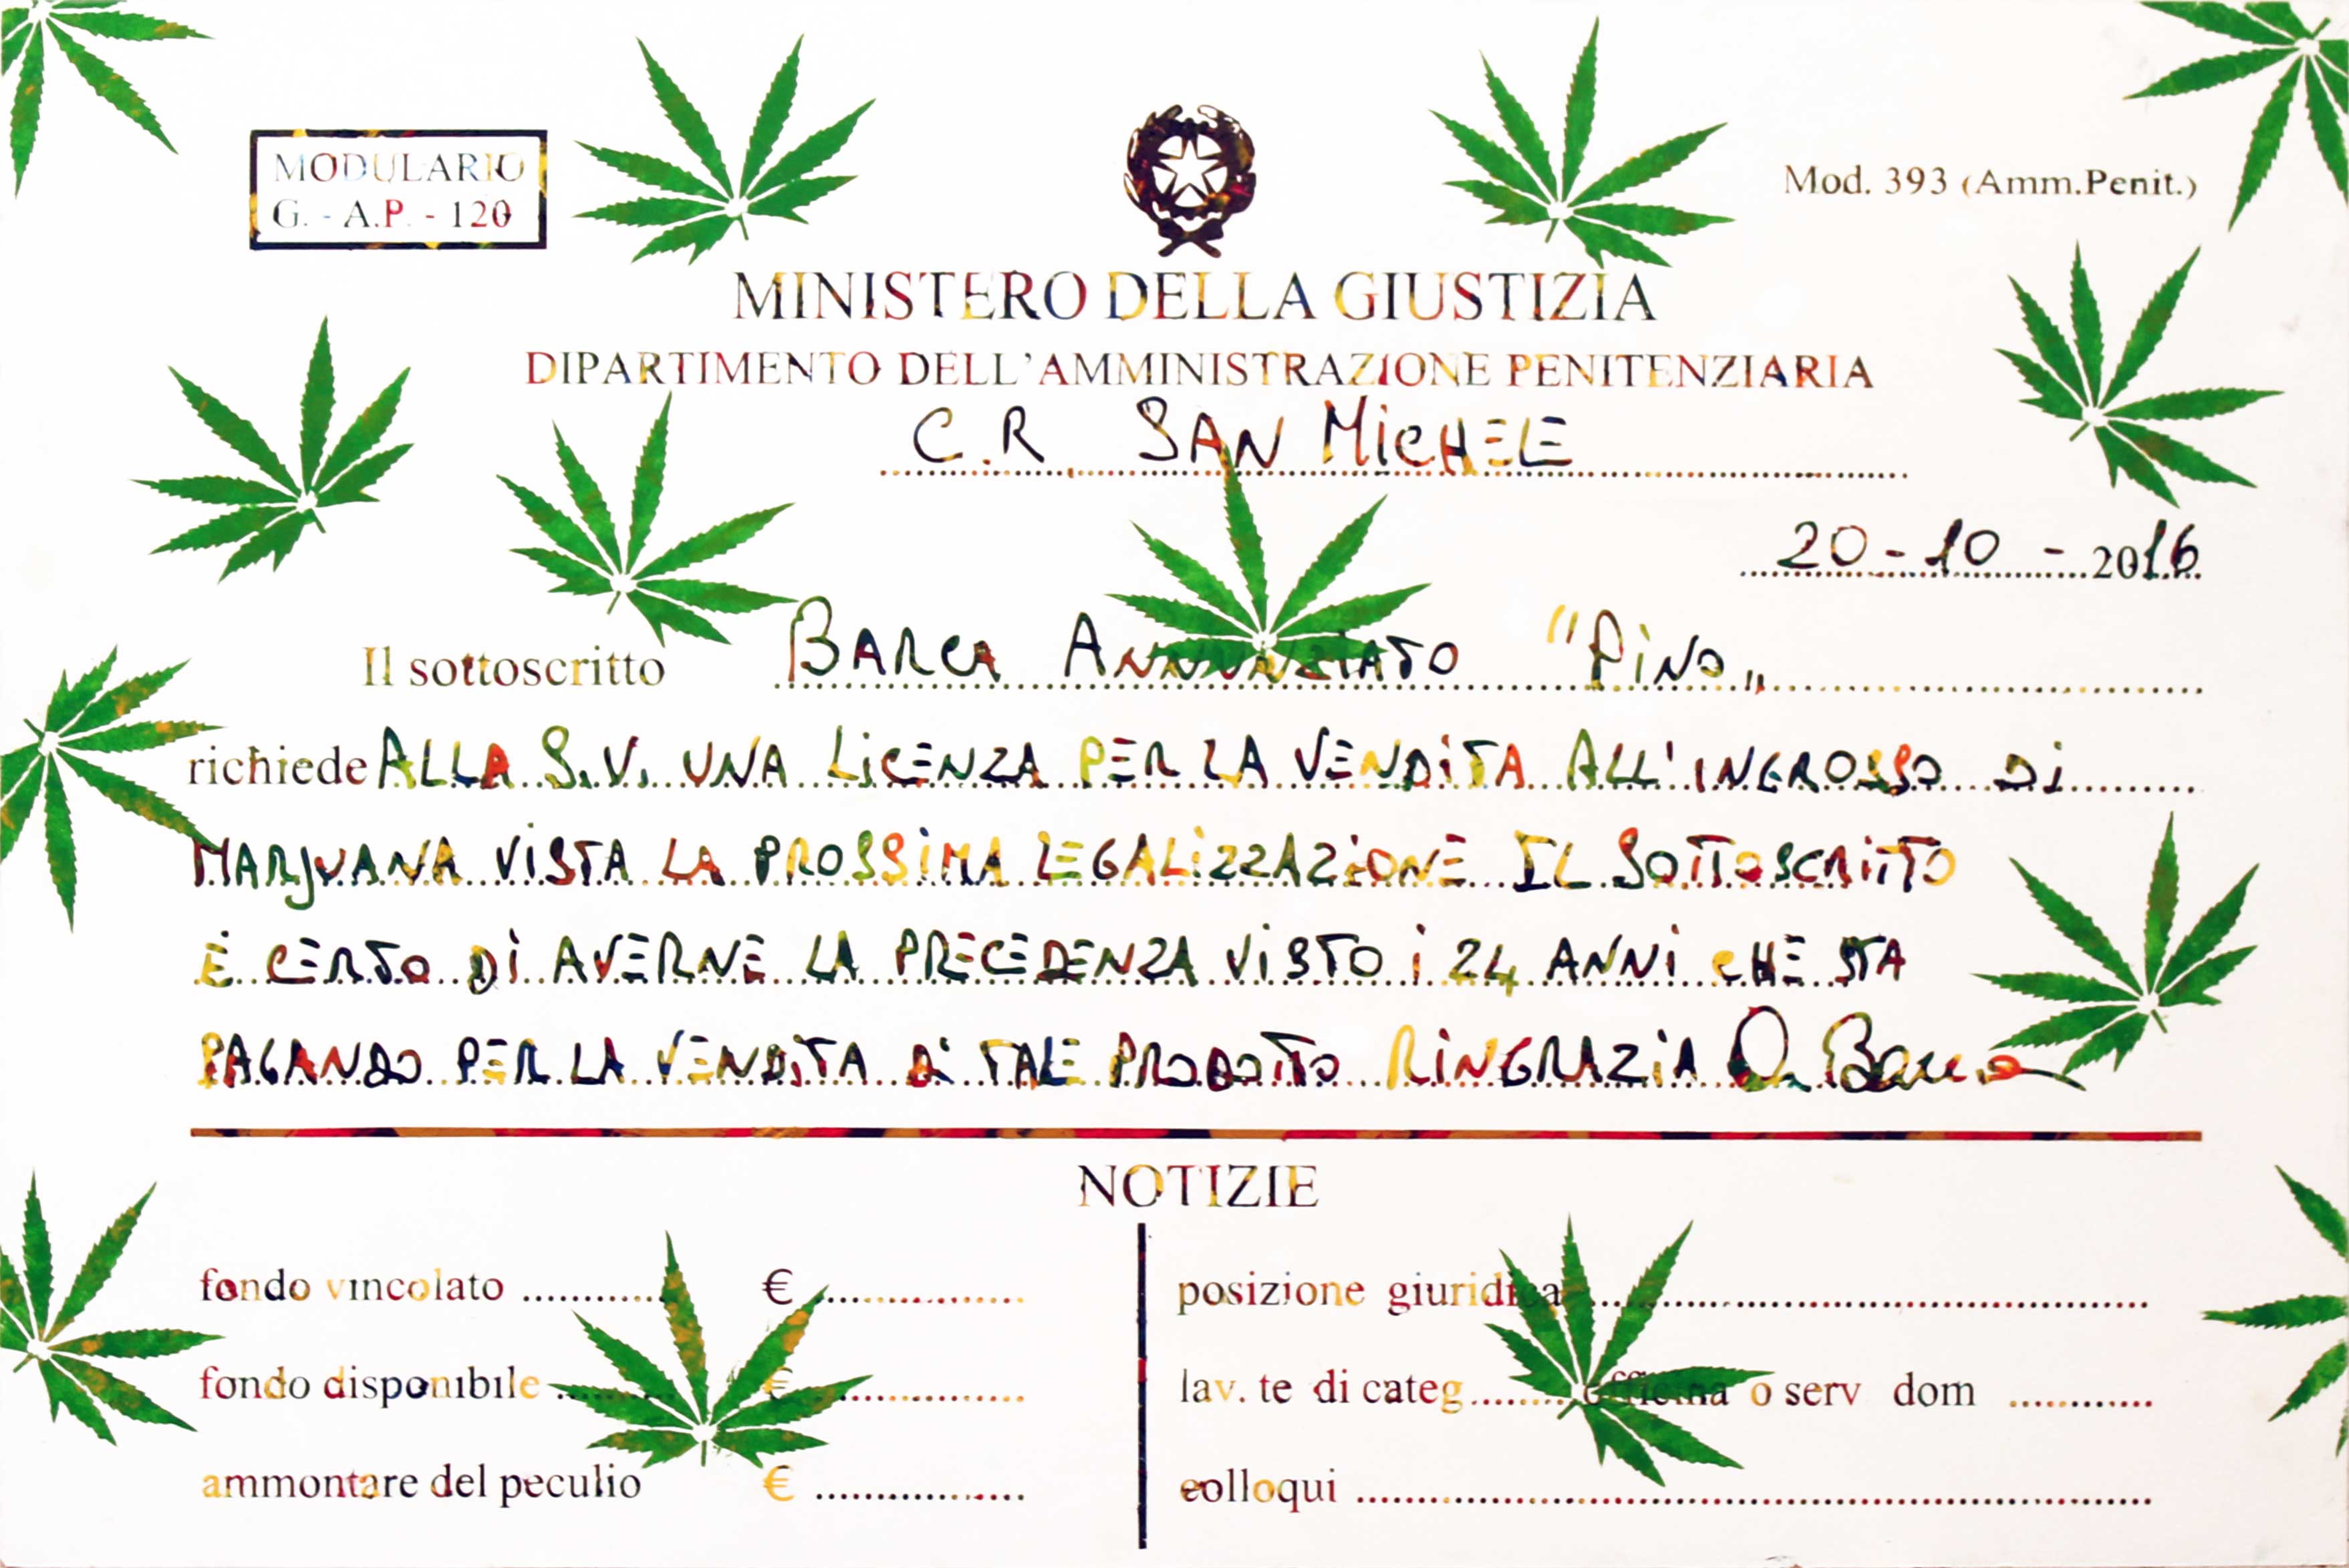 MODULARIO
G. - A.P. - 120
Mod. 393 (Amm.Penit.)
MINISTERO DELLA GIUSTIZIA
DIPARTIMENTO DELL'AMMINISTRAZIONE PENITENZIARIA
C.R SAN MICHELE
20-10 - 2016
Il sottoscritto BARCA ANNUNZIATO "PINO"
richiede ALLA S.V. UNA LICENZA PER LA VENDITA ALL'INGROSSO DI
MARJUANA VISTA LA PROSSIMA LEGALIZZAZIONE IL SOTTOSCRITTO
È CERTO DI AVERNE LA PRECEDENZA VISTO i 24 ANNI CHE STA
PAGANDO PER LA VENDITA DI TALE PRODOTTO RINGRAZIA
NOTIZIE
fondo vincolato .......... € ..........
posizione giuridica ..........
fondo disponibile .......... € ..........
lav. te di categ.......... officina o serv dom ..........
ammontare del peculio € ..........
colloqui ..........